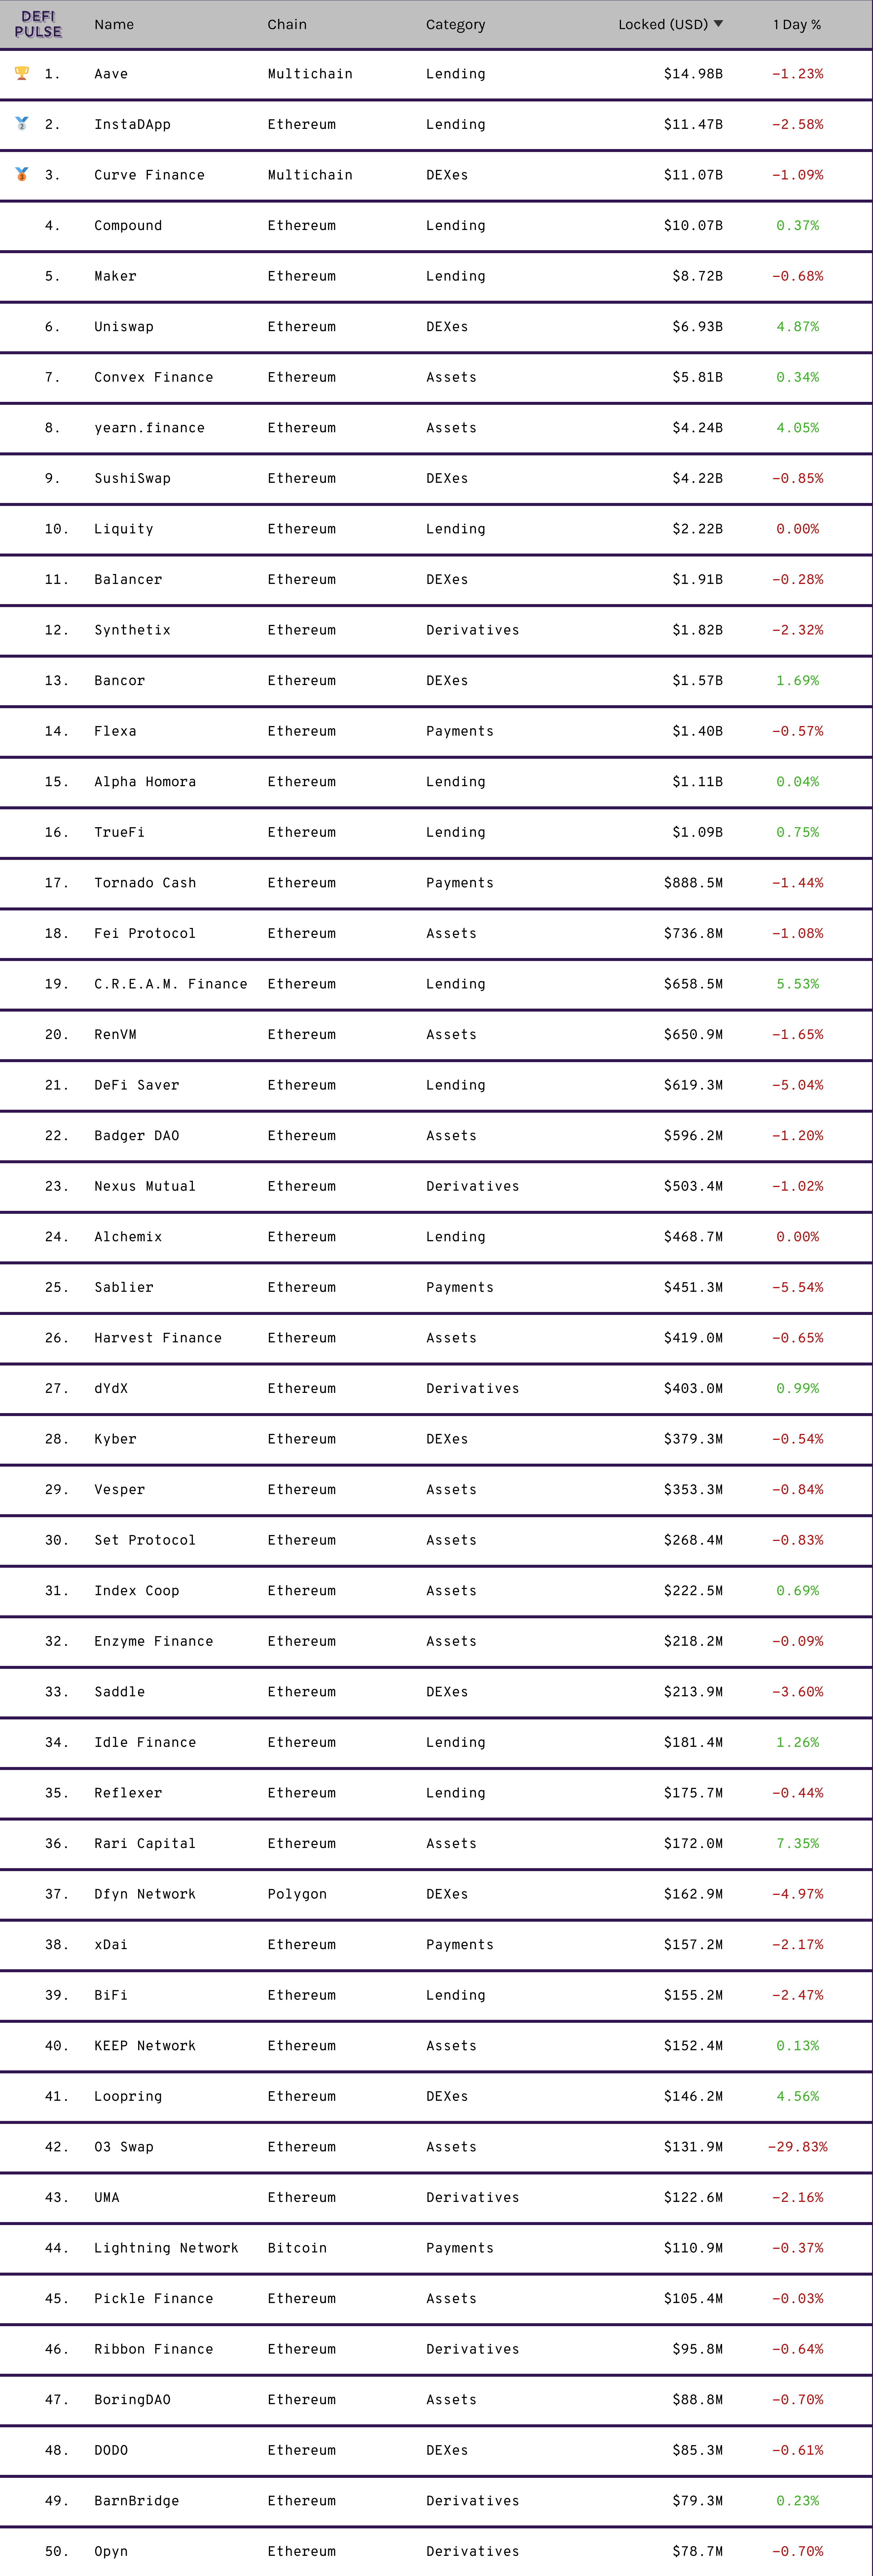 DEFI
PULSE
Name Chain Category Locked (USD) ▼ 1 Day %
1. Aave Multichain Lending $14.98B -1.23%
2. InstaDApp Ethereum Lending $11.47B -2.58%
3. Curve Finance Multichain DEXes $11.07B -1.09%
4. Compound Ethereum Lending $10.07B 0.37%
5. Maker Ethereum Lending $8.72B -0.68%
6. Uniswap Ethereum DEXes $6.93B 4.87%
7. Convex Finance Ethereum Assets $5.81B 0.34%
8. yearn.finance Ethereum Assets $4.24B 4.05%
9. SushiSwap Ethereum DEXes $4.22B -0.85%
10. Liquity Ethereum Lending $2.22B 0.00%
11. Balancer Ethereum DEXes $1.91B -0.28%
12. Synthetix Ethereum Derivatives $1.82B -2.32%
13. Bancor Ethereum DEXes $1.57B 1.69%
14. Flexa Ethereum Payments $1.40B -0.57%
15. Alpha Homora Ethereum Lending $1.11B 0.04%
16. TrueFi Ethereum Lending $1.09B 0.75%
17. Tornado Cash Ethereum Payments $888.5M -1.44%
18. Fei Protocol Ethereum Assets $736.8M -1.08%
19. C.R.E.A.M. Finance Ethereum Lending $658.5M 5.53%
20. RenVM Ethereum Assets $650.9M -1.65%
21. DeFi Saver Ethereum Lending $619.3M -5.04%
22. Badger DAO Ethereum Assets $596.2M -1.20%
23. Nexus Mutual Ethereum Derivatives $503.4M -1.02%
24. Alchemix Ethereum Lending $468.7M 0.00%
25. Sablier Ethereum Payments $451.3M -5.54%
26. Harvest Finance Ethereum Assets $419.0M -0.65%
27. dYdX Ethereum Derivatives $403.0M 0.99%
28. Kyber Ethereum DEXes $379.3M -0.54%
29. Vesper Ethereum Assets $353.3M -0.84%
30. Set Protocol Ethereum Assets $268.4M -0.83%
31. Index Coop Ethereum Assets $222.5M 0.69%
32. Enzyme Finance Ethereum Assets $218.2M -0.09%
33. Saddle Ethereum DEXes $213.9M -3.60%
34. Idle Finance Ethereum Lending $181.4M 1.26%
35. Reflexer Ethereum Lending $175.7M -0.44%
36. Rari Capital Ethereum Assets $172.0M 7.35%
37. Dfyn Network Polygon DEXes $162.9M -4.97%
38. xDai Ethereum Payments $157.2M -2.17%
39. BiFi Ethereum Lending $155.2M -2.47%
40. KEEP Network Ethereum Assets $152.4M 0.13%
41. Loopring Ethereum DEXes $146.2M 4.56%
42. O3 Swap Ethereum Assets $131.9M -29.83%
43. UMA Ethereum Derivatives $122.6M -2.16%
44. Lightning Network Bitcoin Payments $110.9M -0.37%
45. Pickle Finance Ethereum Assets $105.4M -0.03%
46. Ribbon Finance Ethereum Derivatives $95.8M -0.64%
47. BoringDAO Ethereum Assets $88.8M -0.70%
48. DODO Ethereum DEXes $85.3M -0.61%
49. BarnBridge Ethereum Derivatives $79.3M 0.23%
50. Opyn Ethereum Derivatives $78.7M -0.70%